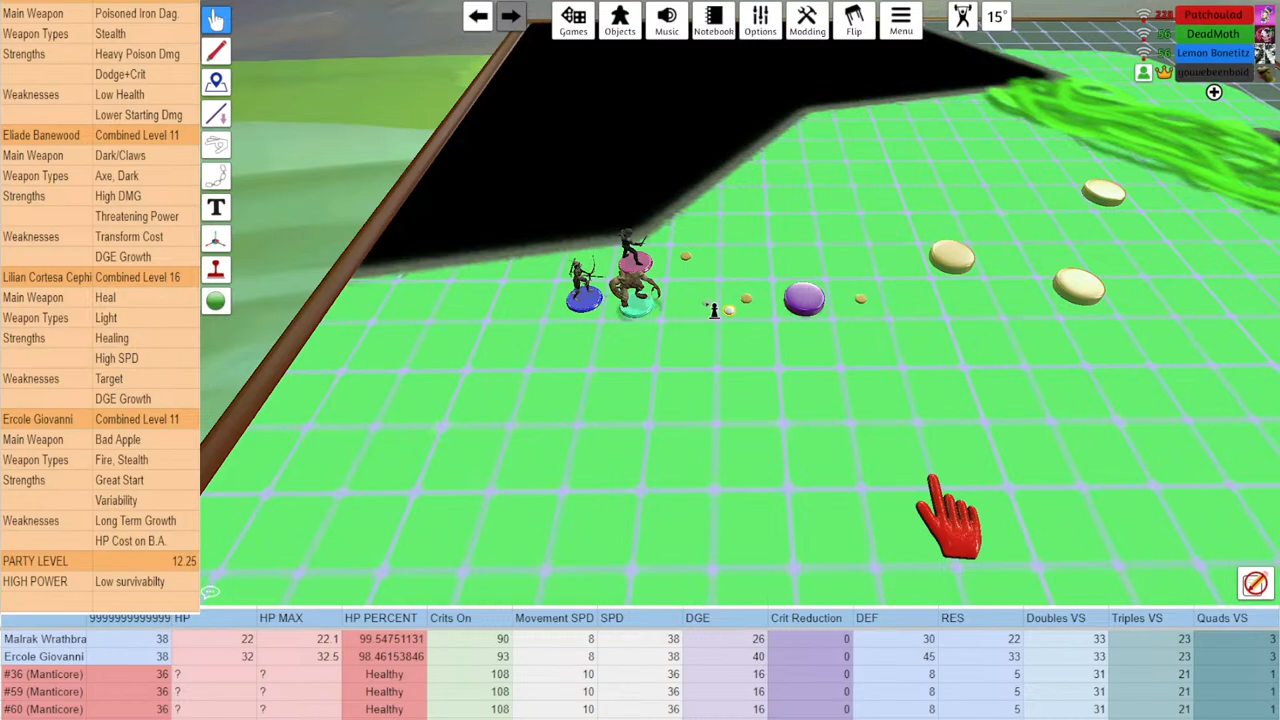 Main Weapon Poisoned Iron Dag.
Weapon Types Stealth
Strengths Heavy Poison Dmg
Dodge+Crit
Weaknesses Low Health
Lower Starting Dmg
Eliade Banewood Combined Level 11
Main Weapon Dark/Claws
Weapon Types Axe, Dark
Strengths High DMG
Threatening Power
Weaknesses Transform Cost
DGE Growth
Lilian Cortesa Cephi Combined Level 16
Main Weapon Heal
Weapon Types Light
Strengths Healing
High SPD
Weaknesses Target
DGE Growth
Ercole Giovanni Combined Level 11
Main Weapon Bad Apple
Weapon Types Fire, Stealth
Strengths Great Start
Variability
Weaknesses Long Term Growth
HP Cost on B.A.
PARTY LEVEL 12.25
HIGH POWER Low survivabilty
T
Games Objects Music Notebook Options Modding Flip Menu 15°
228 Patchoulad
56 DeadMoth
56 Lemon Bonetitz
youwebeenboid
9999999999999 HP HP MAX HP PERCENT Crits On Movement SPD SPD DGE Crit Reduction DEF RES Doubles VS Triples VS Quads VS
Malrak Wrathbra 38 22 22.1 99.54751131 90 8 38 26 0 30 22 33 23 3
Ercole Giovanni 38 32 32.5 98.46153846 93 8 38 40 0 45 33 33 23 3
#36 (Manticore) 36 ? ? Healthy 108 10 36 16 0 8 5 31 21 1
#59 (Manticore) 36 ? ? Healthy 108 10 36 16 0 8 5 31 21 1
#60 (Manticore) 36 ? ? Healthy 108 10 36 16 0 8 5 31 21 1